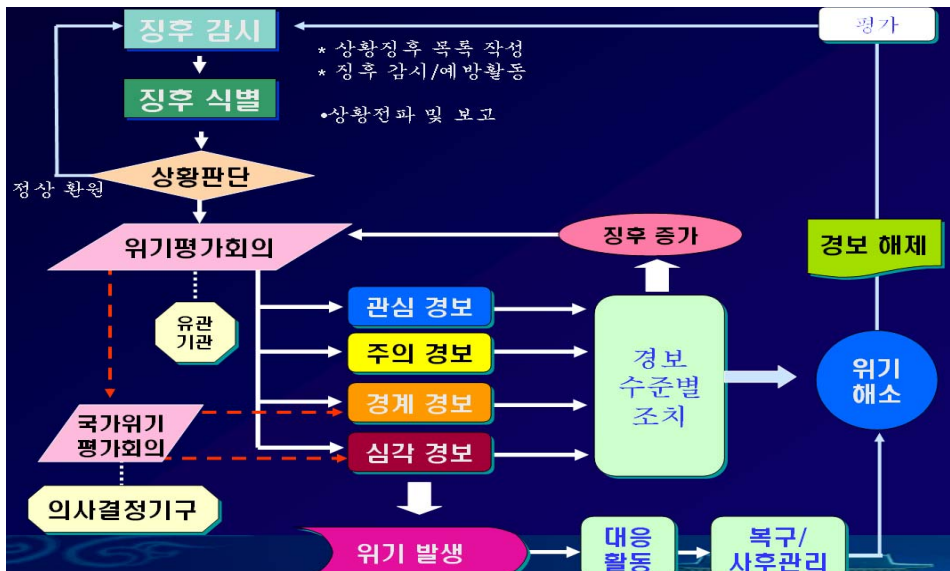 징후 감시
평가
* 상황징후 목록 작성
* 징후 감시/예방활동
징후 식별
•상황전파 및 보고
상황판단
정상 환원
위기평가회의
징후 증가
경보 해제
관심 경보
유관
기관
주의 경보
경보
수준별
조치
위기
해소
경계 경보
국가위기
평가회의
심각 경보
의사결정기구
위기 발생
대응
활동
복구/
사후관리